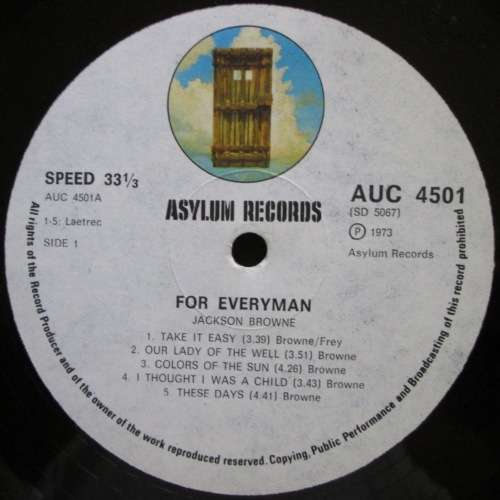 SPEED 33 1/3
AUC 4501A
1-5: Laetrec
SIDE 1
ASYLUM RECORDS
AUC 4501
(SD 5067)
Ⓟ 1973
Asylum Records
FOR EVERYMAN
JACKSON BROWNE
1. TAKE IT EASY (3.39) Browne/Frey
2. OUR LADY OF THE WELL (3.51) Browne
3. COLORS OF THE SUN (4.26) Browne
4. I THOUGHT I WAS A CHILD (3.43) Browne
5. THESE DAYS (4.41) Browne
All rights of the Record Producer and of the owner of the work reproduced reserved. Copying, Public Performance and Broadcasting of this record prohibited